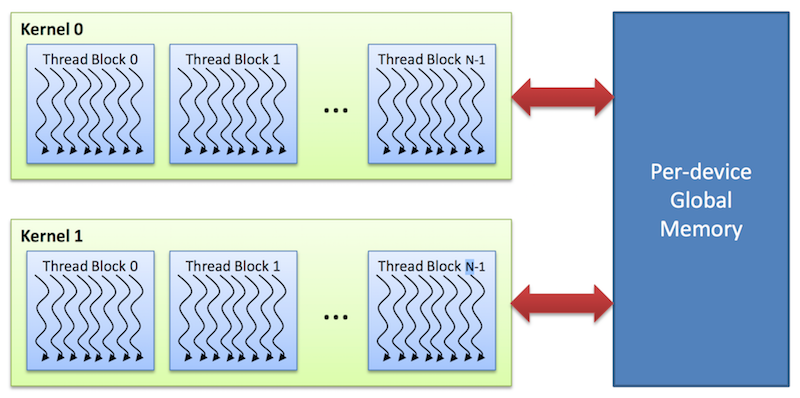 Kernel 0
Thread Block 0
Thread Block 1
...
Thread Block N-1
Kernel 1
Thread Block 0
Thread Block 1
...
Thread Block N-1
Per-device
Global
Memory